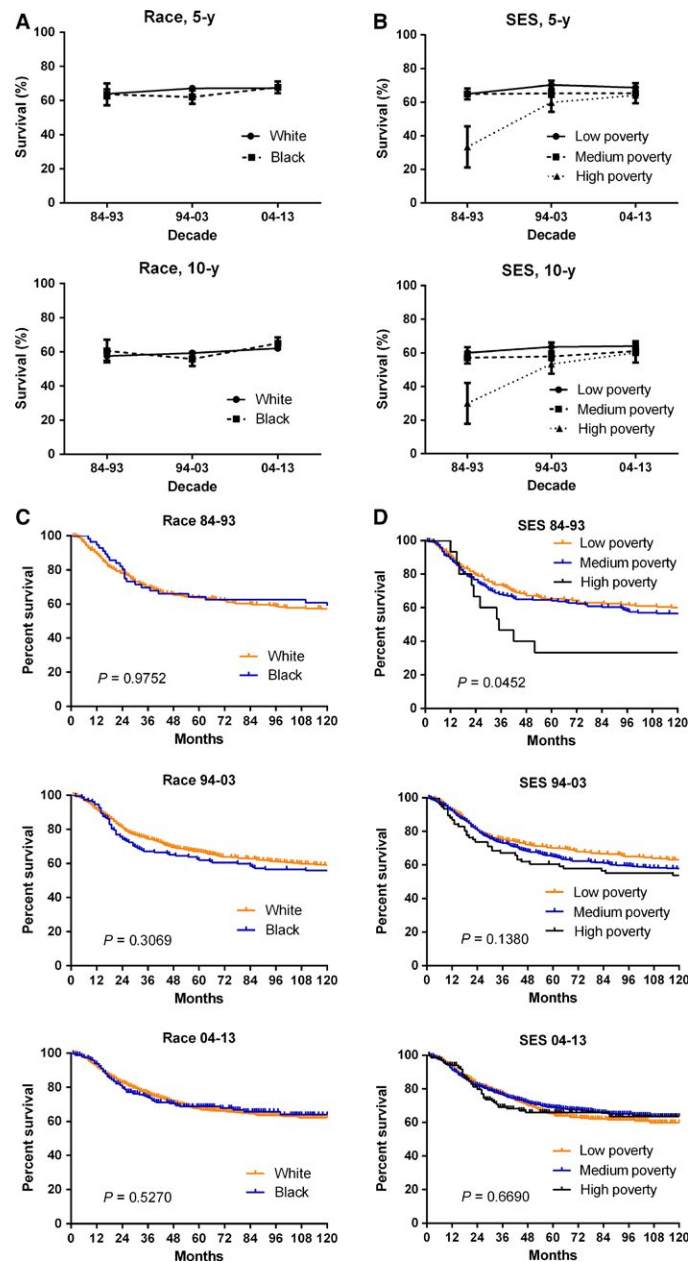 A
Race, 5-y
Survival (%)
100
80
60
40
20
0
White
Black
84-93
94-03
04-13
Decade
Race, 10-y
Survival (%)
100
80
60
40
20
0
White
Black
84-93
94-03
04-13
Decade
B
SES, 5-y
Survival (%)
100
80
60
40
20
0
Low poverty
Medium poverty
High poverty
84-93
94-03
04-13
Decade
SES, 10-y
Survival (%)
100
80
60
40
20
0
Low poverty
Medium poverty
High poverty
84-93
94-03
04-13
Decade
C
Race 84-93
Percent survival
100
80
60
40
20
0
White
Black
P = 0.9752
0 12 24 36 48 60 72 84 96 108 120
Months
Race 94-03
Percent survival
100
80
60
40
20
0
White
Black
P = 0.3069
0 12 24 36 48 60 72 84 96 108 120
Months
Race 04-13
Percent survival
100
80
60
40
20
0
White
Black
P = 0.5270
0 12 24 36 48 60 72 84 96 108 120
Months
D
SES 84-93
Percent survival
100
80
60
40
20
0
Low poverty
Medium poverty
High poverty
P = 0.0452
0 12 24 36 48 60 72 84 96 108 120
Months
SES 94-03
Percent survival
100
80
60
40
20
0
Low poverty
Medium poverty
High poverty
P = 0.1380
0 12 24 36 48 60 72 84 96 108 120
Months
SES 04-13
Percent survival
100
80
60
40
20
0
Low poverty
Medium poverty
High poverty
P = 0.6690
0 12 24 36 48 60 72 84 96 108 120
Months